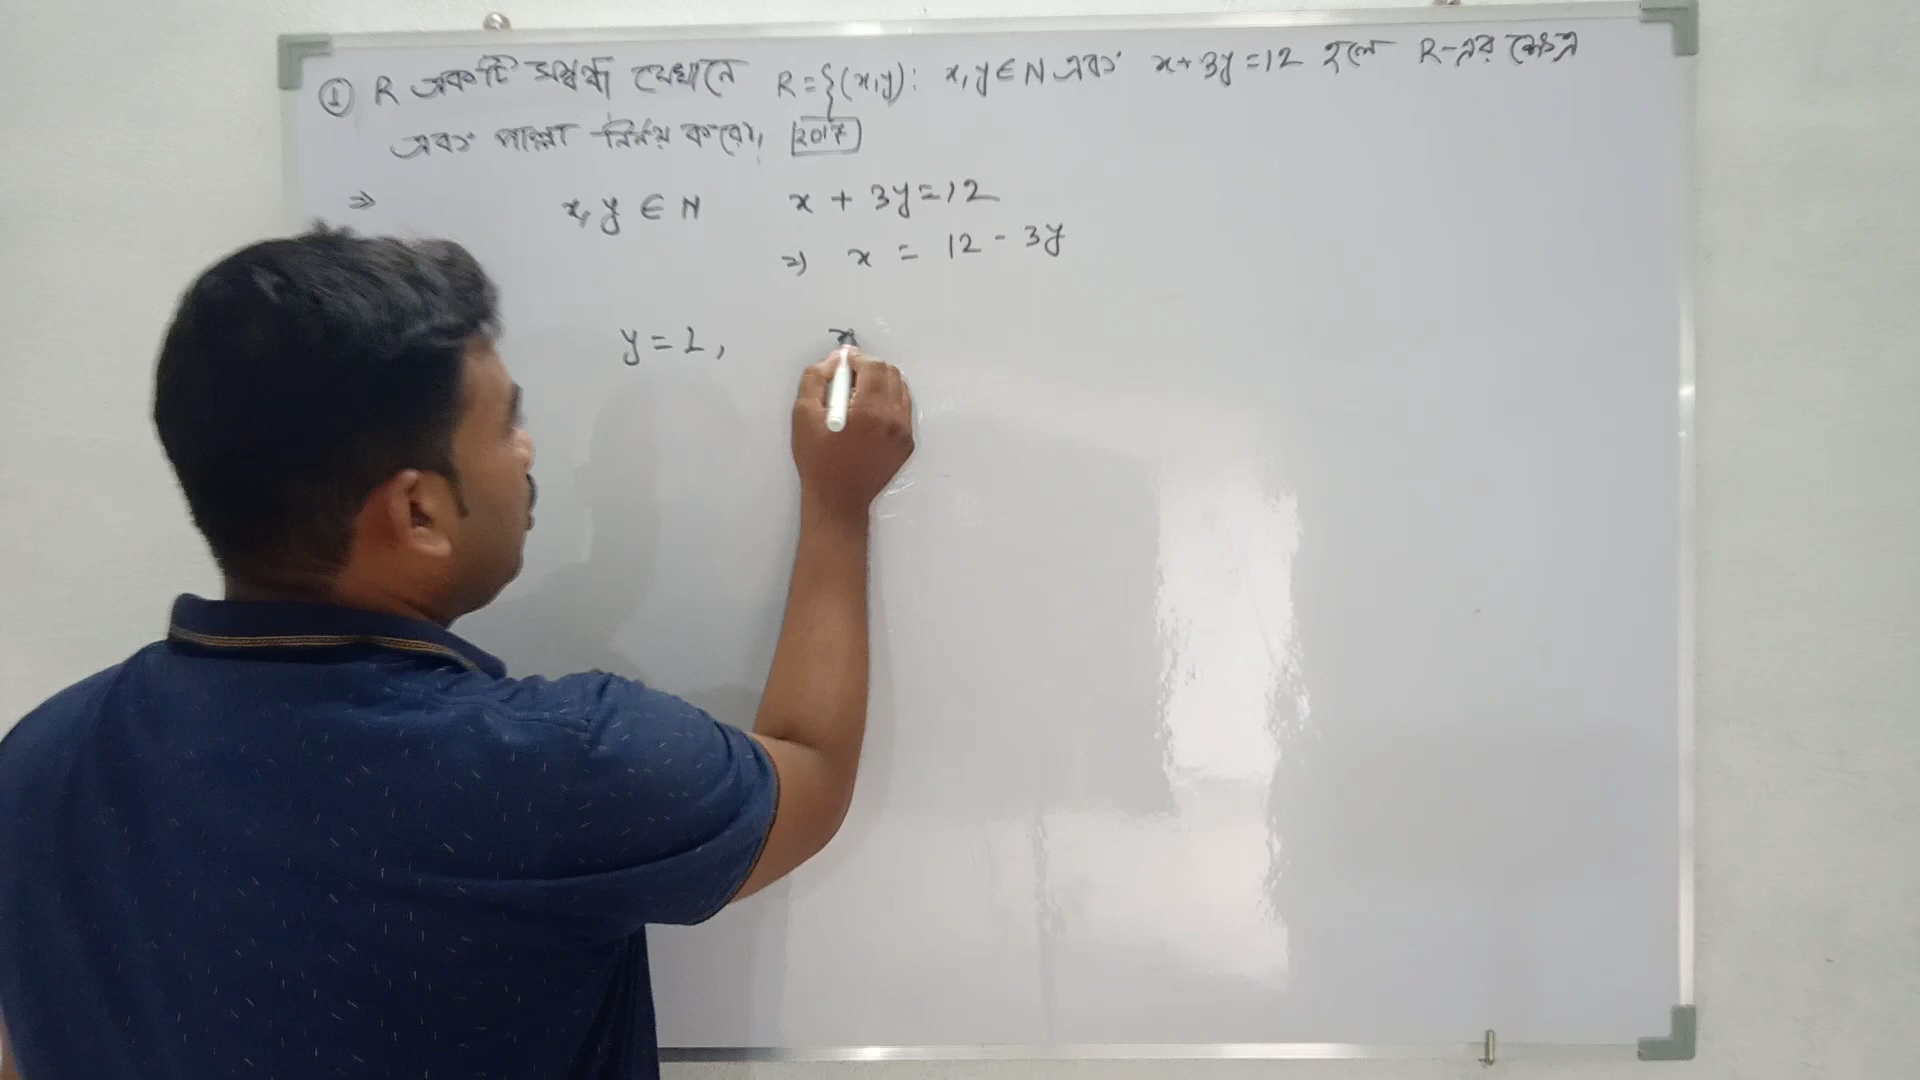 ① R একটি সম্বন্ধ যেখানে R = {(x,y) : x, y ∈ N এবং x + 3y = 12 হলে R-এর ক্ষেত্র
এবং পাল্লা নির্ণয় করো। 2017
⇒ x, y ∈ N x + 3y = 12
⇒ x = 12 - 3y
y = 1, x